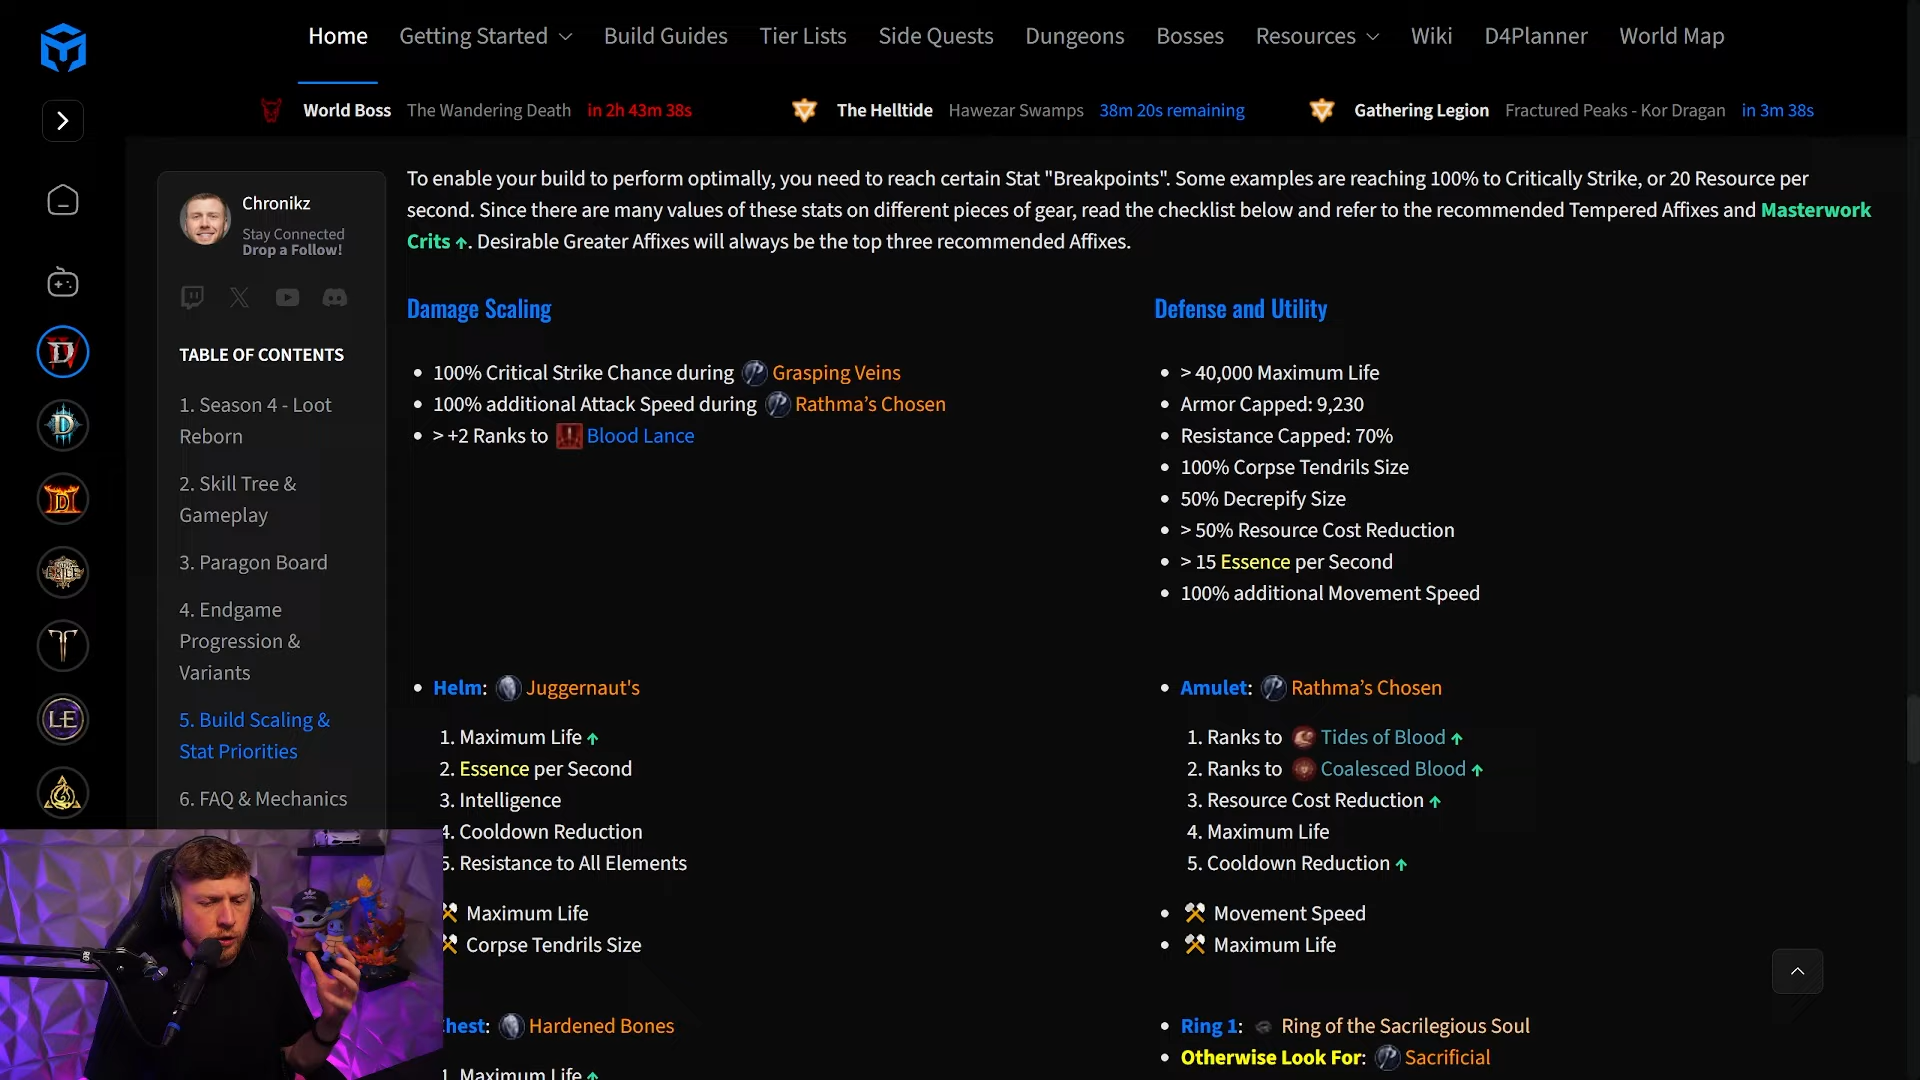 Home Getting Started Build Guides Tier Lists Side Quests Dungeons Bosses Resources Wiki D4Planner World Map
World Boss The Wandering Death in 2h 43m 38s The Helltide Hawezar Swamps 38m 20s remaining Gathering Legion Fractured Peaks - Kor Dragan in 3m 38s
Chronikz
Stay Connected
Drop a Follow!
TABLE OF CONTENTS
1. Season 4 - Loot
Reborn
2. Skill Tree &
Gameplay
3. Paragon Board
4. Endgame
Progression &
Variants
5. Build Scaling &
Stat Priorities
6. FAQ & Mechanics
To enable your build to perform optimally, you need to reach certain Stat "Breakpoints". Some examples are reaching 100% to Critically Strike, or 20 Resource per
second. Since there are many values of these stats on different pieces of gear, read the checklist below and refer to the recommended Tempered Affixes and Masterwork
Crits ↑. Desirable Greater Affixes will always be the top three recommended Affixes.
Damage Scaling
• 100% Critical Strike Chance during Grasping Veins
• 100% additional Attack Speed during Rathma's Chosen
• > +2 Ranks to Blood Lance
Defense and Utility
• > 40,000 Maximum Life
• Armor Capped: 9,230
• Resistance Capped: 70%
• 100% Corpse Tendrils Size
• 50% Decrepify Size
• > 50% Resource Cost Reduction
• > 15 Essence per Second
• 100% additional Movement Speed
• Helm: Juggernaut's
1. Maximum Life ↑
2. Essence per Second
3. Intelligence
4. Cooldown Reduction
5. Resistance to All Elements
Maximum Life
Corpse Tendrils Size
Chest: Hardened Bones
1. Maximum Life ↑
• Amulet: Rathma's Chosen
1. Ranks to Tides of Blood ↑
2. Ranks to Coalesced Blood ↑
3. Resource Cost Reduction ↑
4. Maximum Life
5. Cooldown Reduction ↑
• Movement Speed
• Maximum Life
• Ring 1: Ring of the Sacrilegious Soul
• Otherwise Look For: Sacrificial
LE